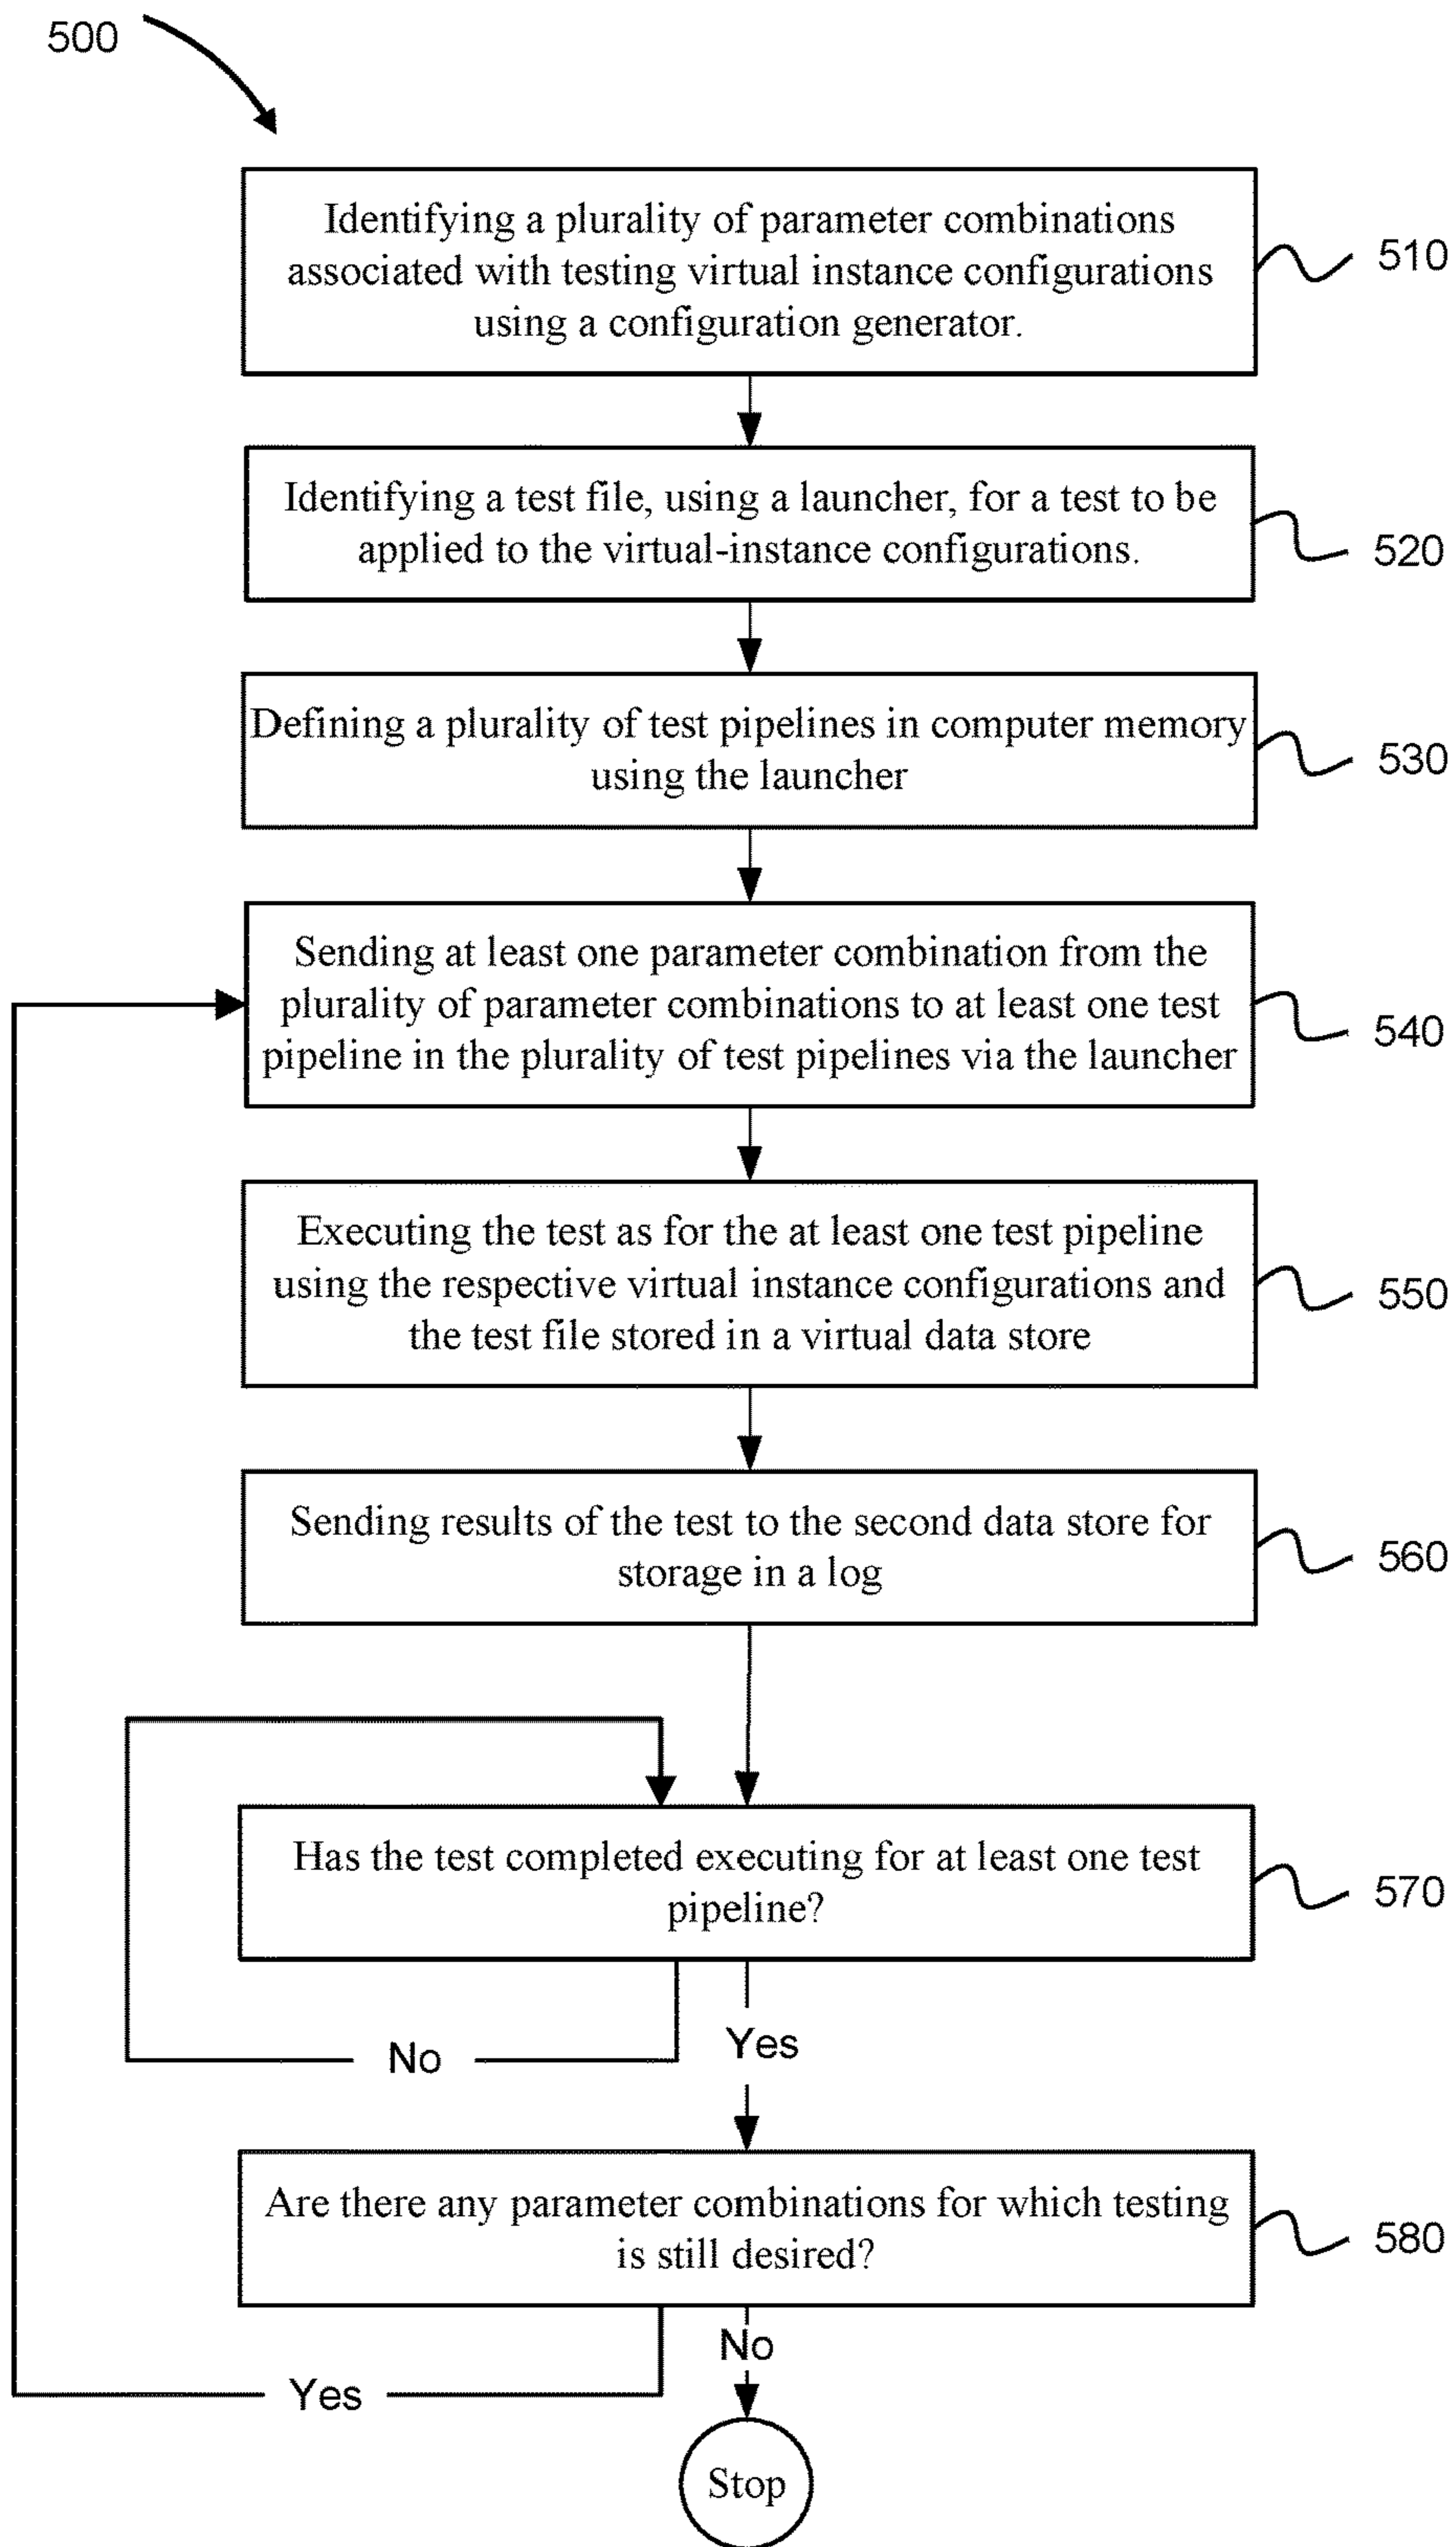 500
Identifying a plurality of parameter combinations
associated with testing virtual instance configurations
using a configuration generator.
510
Identifying a test file, using a launcher, for a test to be
applied to the virtual-instance configurations.
520
Defining a plurality of test pipelines in computer memory
using the launcher
530
Sending at least one parameter combination from the
plurality of parameter combinations to at least one test
pipeline in the plurality of test pipelines via the launcher
540
Executing the test as for the at least one test pipeline
using the respective virtual instance configurations and
the test file stored in a virtual data store
550
Sending results of the test to the second data store for
storage in a log
560
Has the test completed executing for at least one test
pipeline?
570
No
Yes
Are there any parameter combinations for which testing
is still desired?
580
No
Yes
Stop